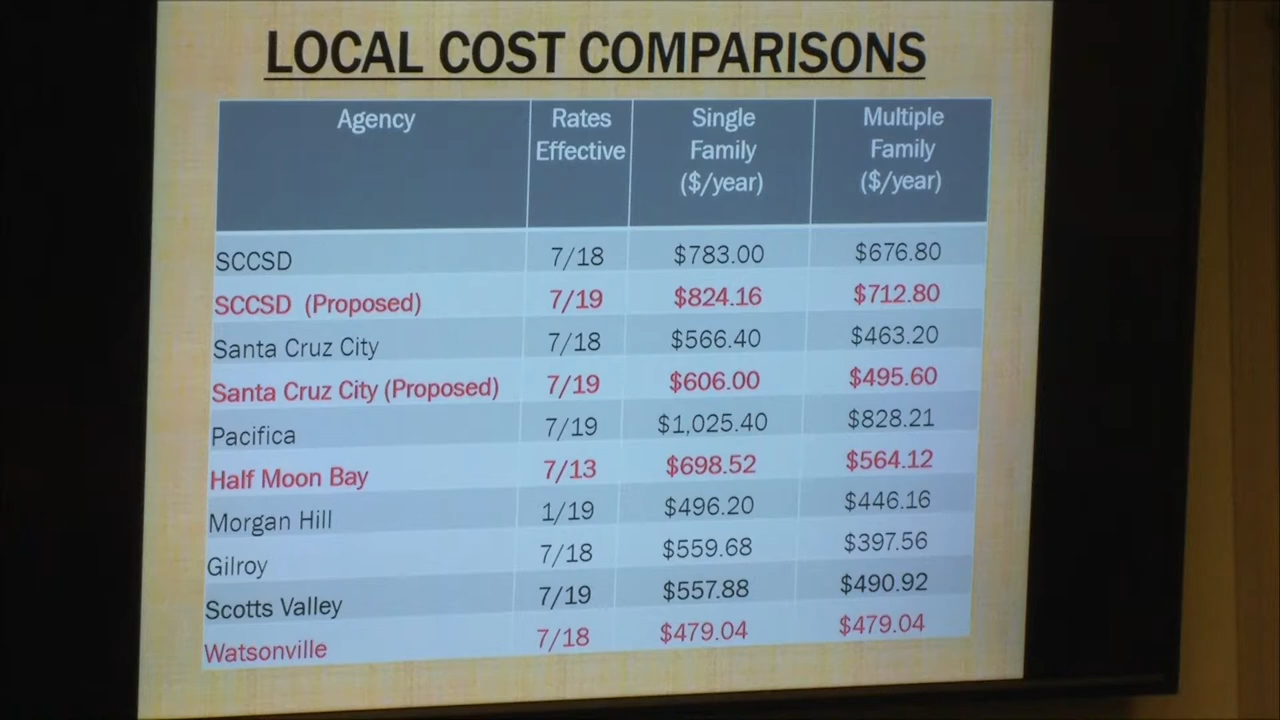 LOCAL COST COMPARISONS
Agency Rates Effective Single Family ($/year) Multiple Family ($/year)
SCCSD 7/18 $783.00 $676.80
SCCSD (Proposed) 7/19 $824.16 $712.80
Santa Cruz City 7/18 $566.40 $463.20
Santa Cruz City (Proposed) 7/19 $606.00 $495.60
Pacifica 7/19 $1,025.40 $828.21
Half Moon Bay 7/13 $698.52 $564.12
Morgan Hill 1/19 $496.20 $446.16
Gilroy 7/18 $559.68 $397.56
Scotts Valley 7/19 $557.88 $490.92
Watsonville 7/18 $479.04 $479.04